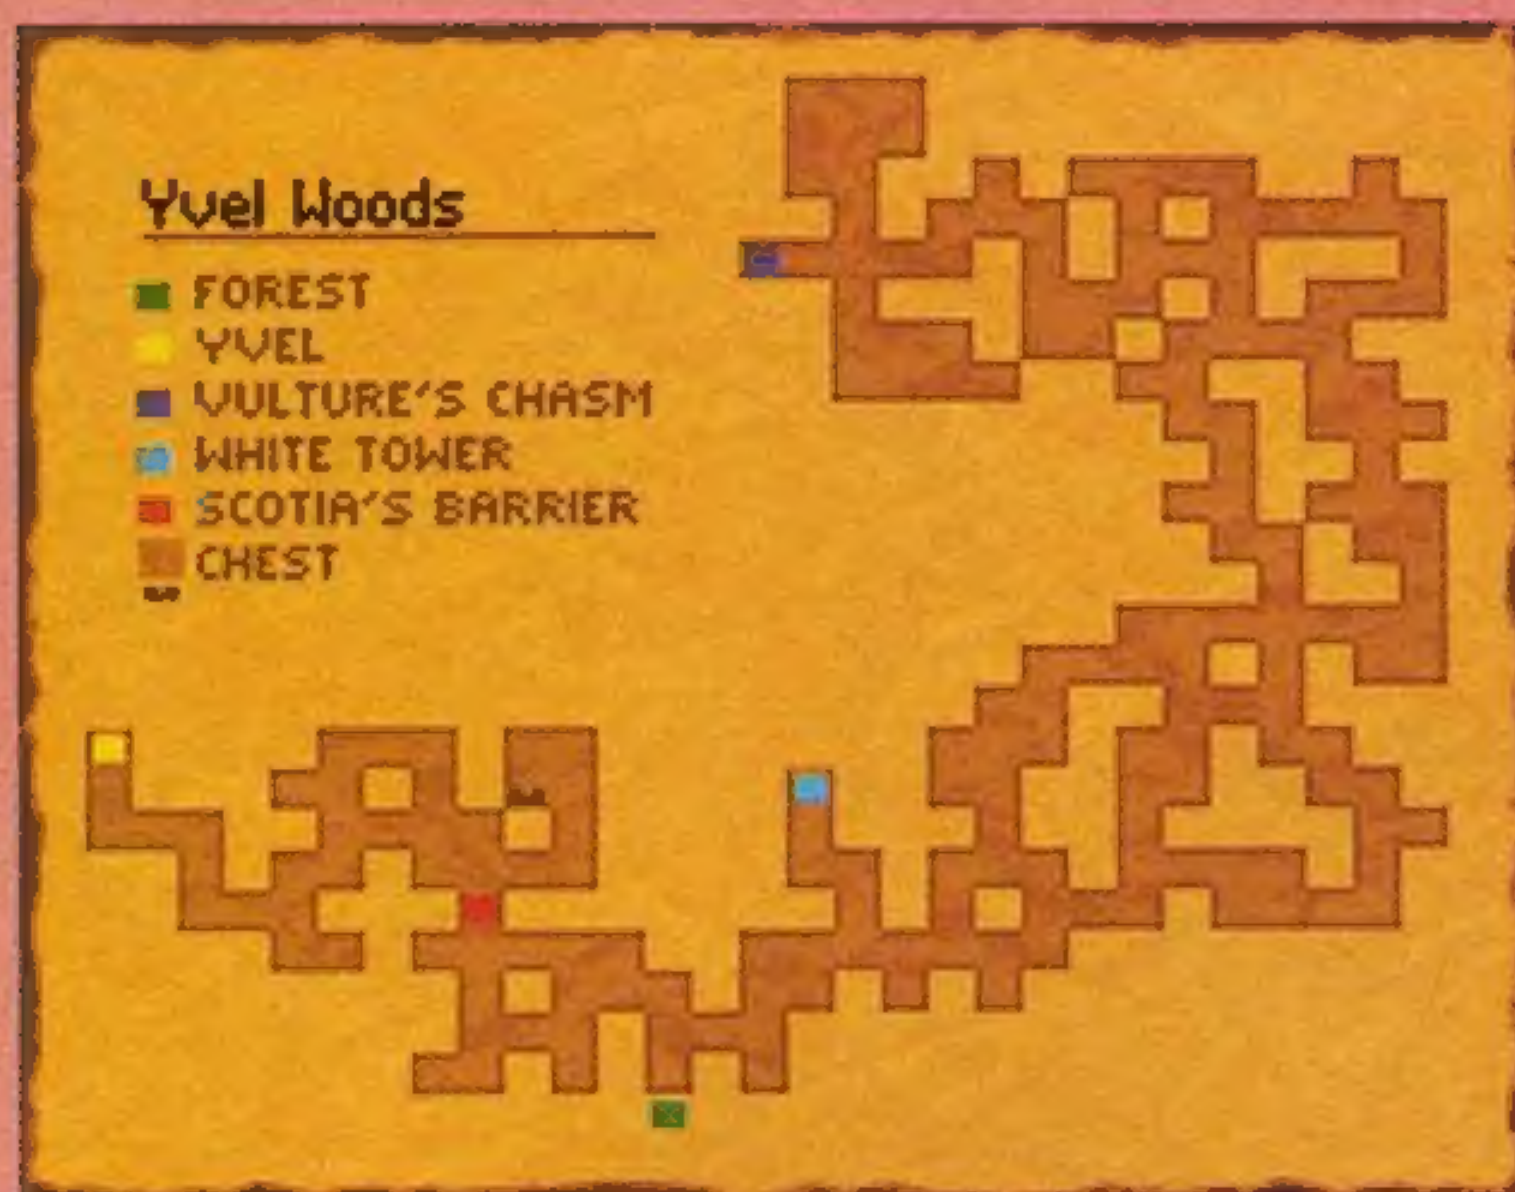 Yvel Woods
FOREST
YVEL
VULTURE'S CHASM
WHITE TOWER
SCOTIA'S BARRIER
CHEST